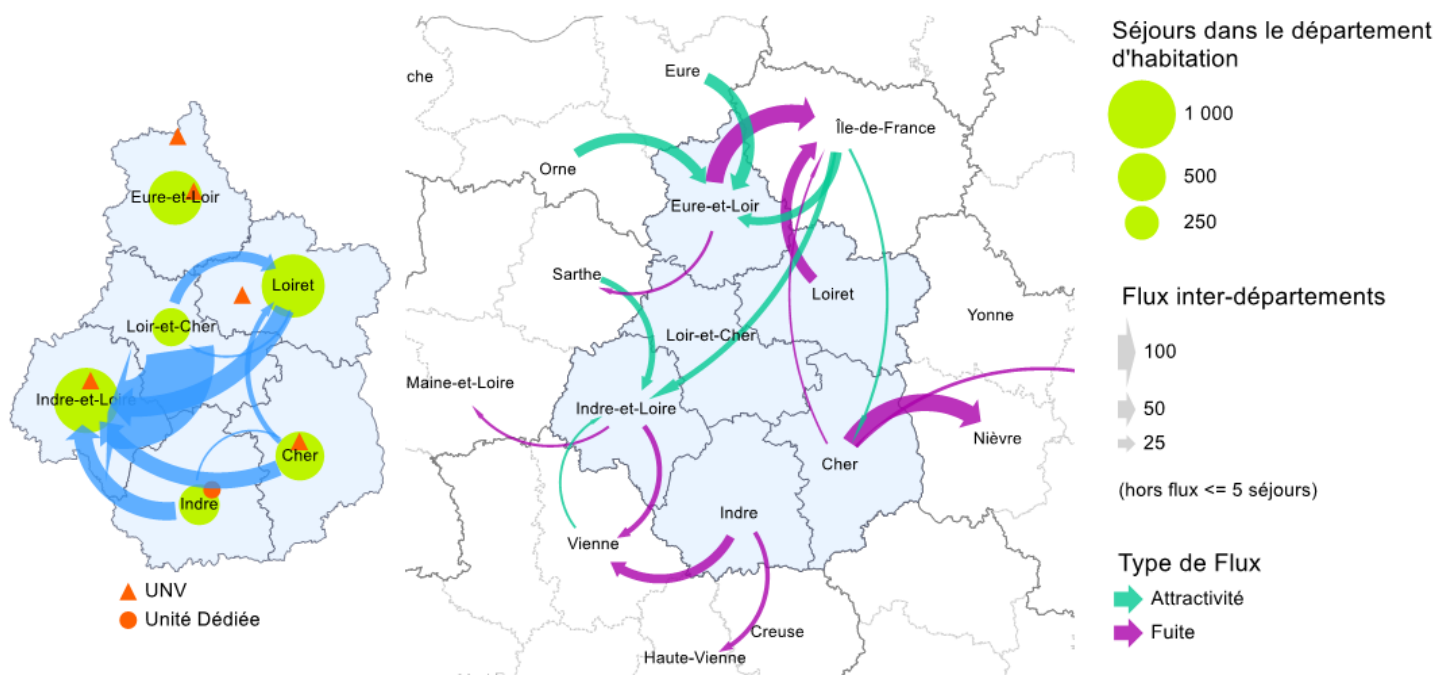 Eure-et-Loir
Loiret
Loir-et-Cher
Indre-et-Loire
Cher
Indre
UNV
Unité Dédiée
che
Eure
Île-de-France
Orne
Eure-et-Loir
Sarthe
Loiret
Yonne
Loir-et-Cher
Maine-et-Loire
Indre-et-Loire
Nièvre
Cher
Indre
Vienne
Creuse
Haute-Vienne
Séjours dans le département
d'habitation
1 000
500
250
Flux inter-départements
100
50
25
(hors flux <= 5 séjours)
Type de Flux
Attractivité
Fuite